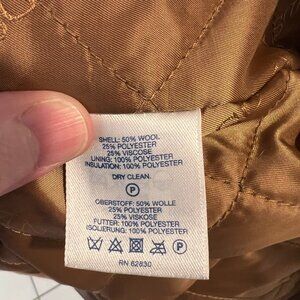 SHELL: 50% WOOL
25% POLYESTER
25% VISCOSE
LINING: 100% POLYESTER
INSULATION: 100% POLYESTER
DRY CLEAN.
P
OBERSTOFF: 50% WOLLE
25% POLYESTER
25% VISKOSE
FUTTER: 100% POLYESTER
ISOLIERUNG: 100% POLYESTER
P
RN 62830